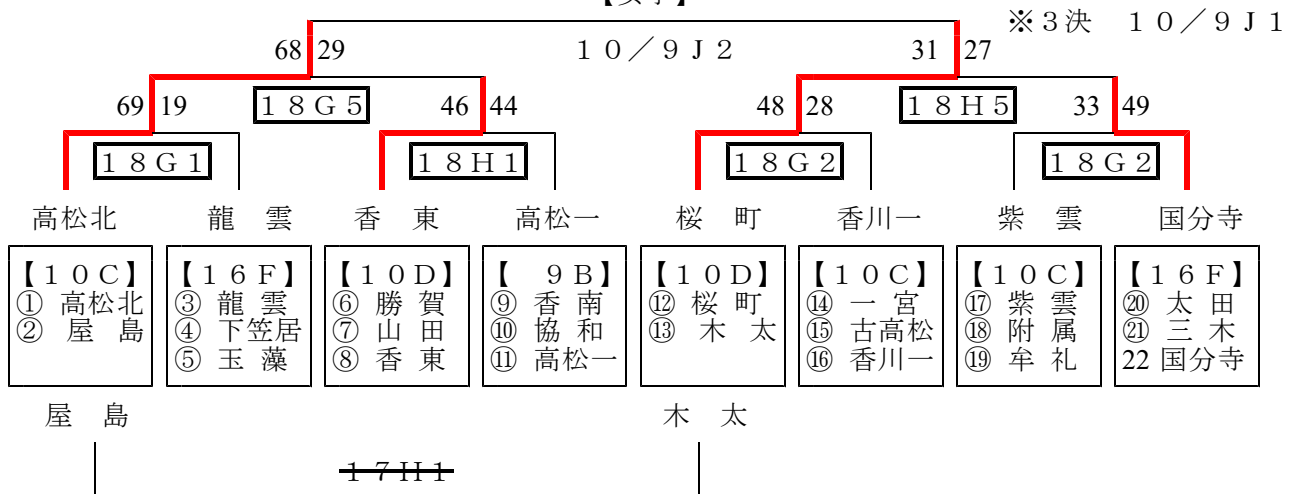 ※３決　１０／９Ｊ１
68 29　１０／９Ｊ２　31 27
69 19　１８Ｇ５　46 44　48 28　１８Ｈ５　33 49
１８Ｇ１　１８Ｈ１　１８Ｇ２　１８Ｇ２
高松北　龍　雲　香　東　高松一　桜　町　香川一　紫　雲　国分寺
【１０Ｃ】　【１６Ｆ】　【１０Ｄ】　【　９Ｂ】　【１０Ｄ】　【１０Ｃ】　【１０Ｃ】　【１６Ｆ】
① 高松北　③ 龍 雲　⑥ 勝 賀　⑨ 香 南　⑫ 桜 町　⑭ 一 宮　⑰ 紫 雲　⑳ 太 田
② 屋　島　④ 下笠居　⑦ 山 田　⑩ 協 和　⑬ 木　太　⑮ 古高松　⑱ 附 属　㉑ 三 木
⑤ 玉 藻　⑧ 香 東　⑪ 高松一　⑯ 香川一　⑲ 牟 礼　22 国分寺
屋　島　木　太
１７Ｈ１